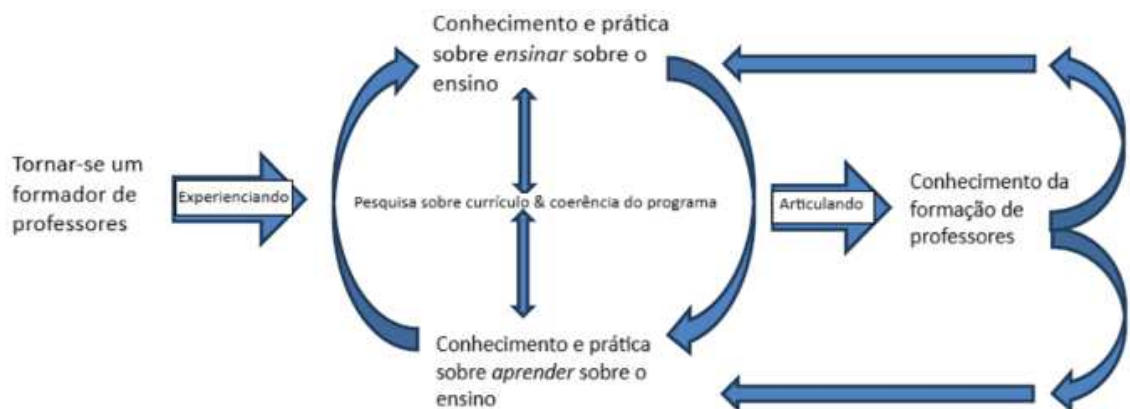 Conhecimento e prática
sobre ensinar sobre o
ensino
Tornar-se um
formador de
professores
Experienciando
Pesquisa sobre currículo & coerência do programa
Articulando
Conhecimento da
formação de
professores
Conhecimento e prática
sobre aprender sobre o
ensino